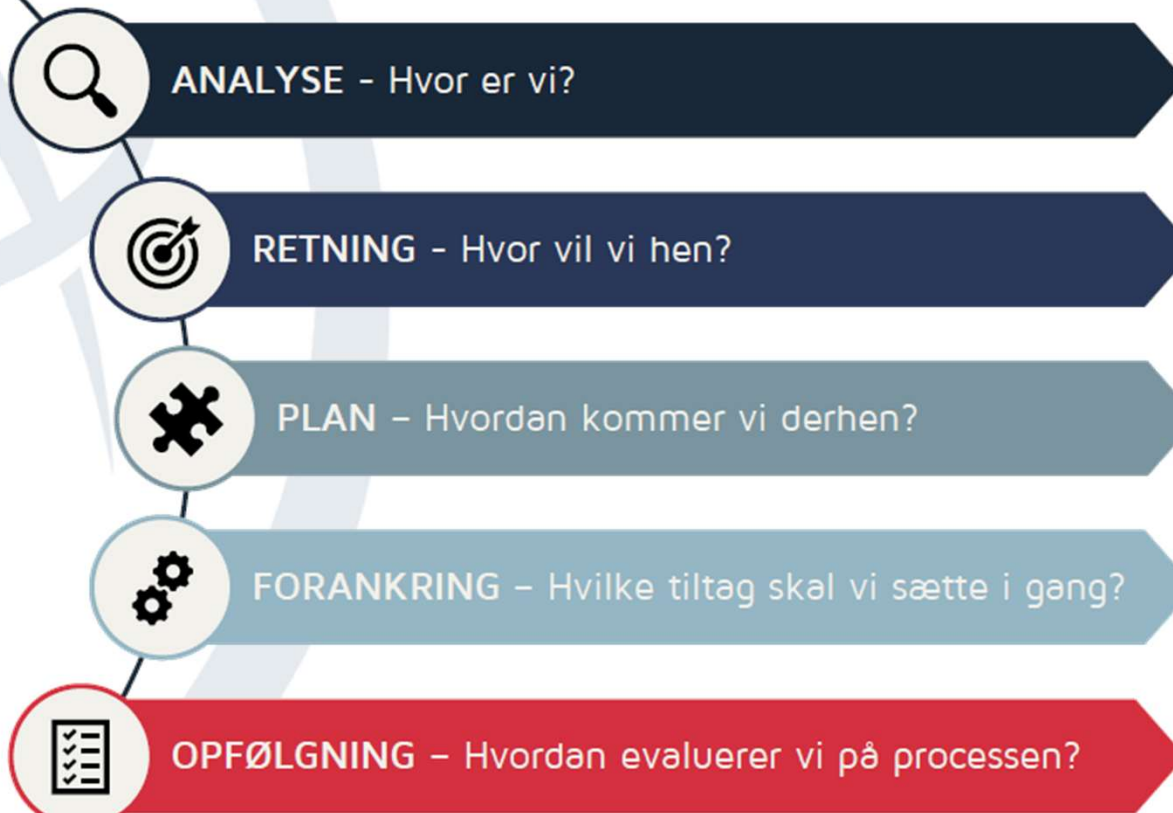 ANALYSE - Hvor er vi?
RETNING - Hvor vil vi hen?
PLAN – Hvordan kommer vi derhen?
FORANKRING – Hvilke tiltag skal vi sætte i gang?
OPFØLGNING – Hvordan evaluerer vi på processen?